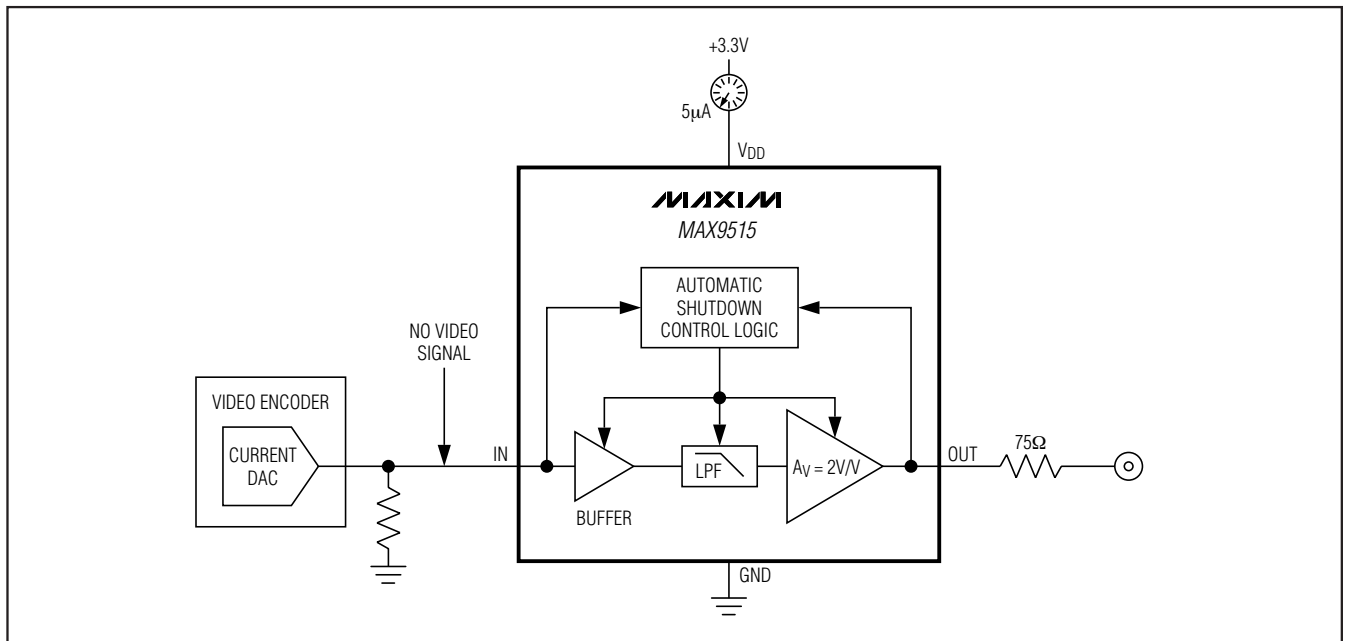 +3.3V
5μA
VDD
MAXIM
MAX9515
AUTOMATIC
SHUTDOWN
CONTROL LOGIC
NO VIDEO
SIGNAL
VIDEO ENCODER
CURRENT
DAC
IN
BUFFER
LPF
AV = 2V/V
OUT
75Ω
GND